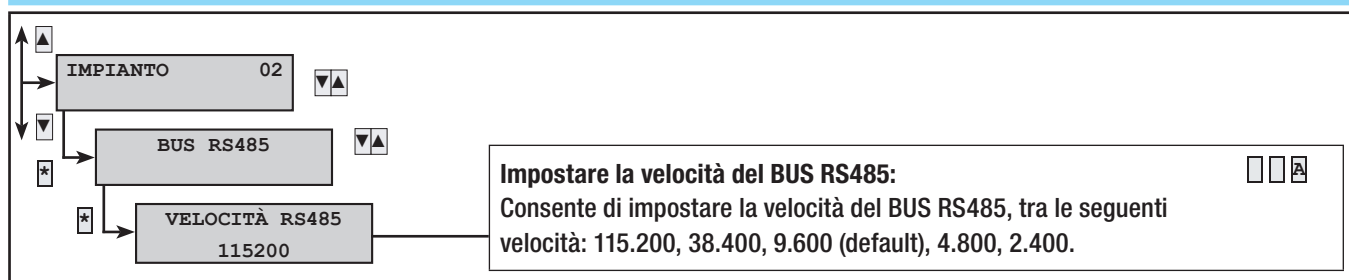 ▲
IMPIANTO 02
▼▲
▼
BUS RS485
▼▲
*
*
VELOCITÀ RS485
115200
Impostare la velocità del BUS RS485:
A
Consente di impostare la velocità del BUS RS485, tra le seguenti
velocità: 115.200, 38.400, 9.600 (default), 4.800, 2.400.